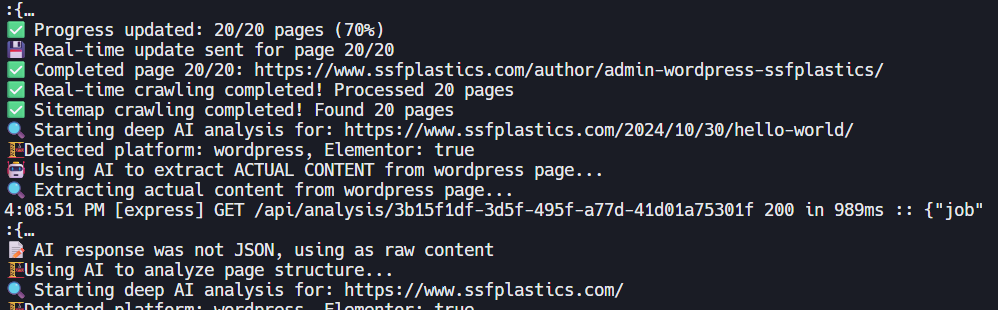 :{…
✅ Progress updated: 20/20 pages (70%)
💾 Real-time update sent for page 20/20
✅ Completed page 20/20: https://www.ssfplastics.com/author/admin-wordpress-ssfplastics/
✅ Real-time crawling completed! Processed 20 pages
✅ Sitemap crawling completed! Found 20 pages
🔍 Starting deep AI analysis for: https://www.ssfplastics.com/2024/10/30/hello-world/
🏗️Detected platform: wordpress, Elementor: true
🤖 Using AI to extract ACTUAL CONTENT from wordpress page...
🔍 Extracting actual content from wordpress page...
4:08:51 PM [express] GET /api/analysis/3b15f1df-3d5f-495f-a77d-41d01a75301f 200 in 989ms :: {"job"
:{…
📝 AI response was not JSON, using as raw content
🏗️Using AI to analyze page structure...
🔍 Starting deep AI analysis for: https://www.ssfplastics.com/
🏗️Detected platform: wordpress, Elementor: true